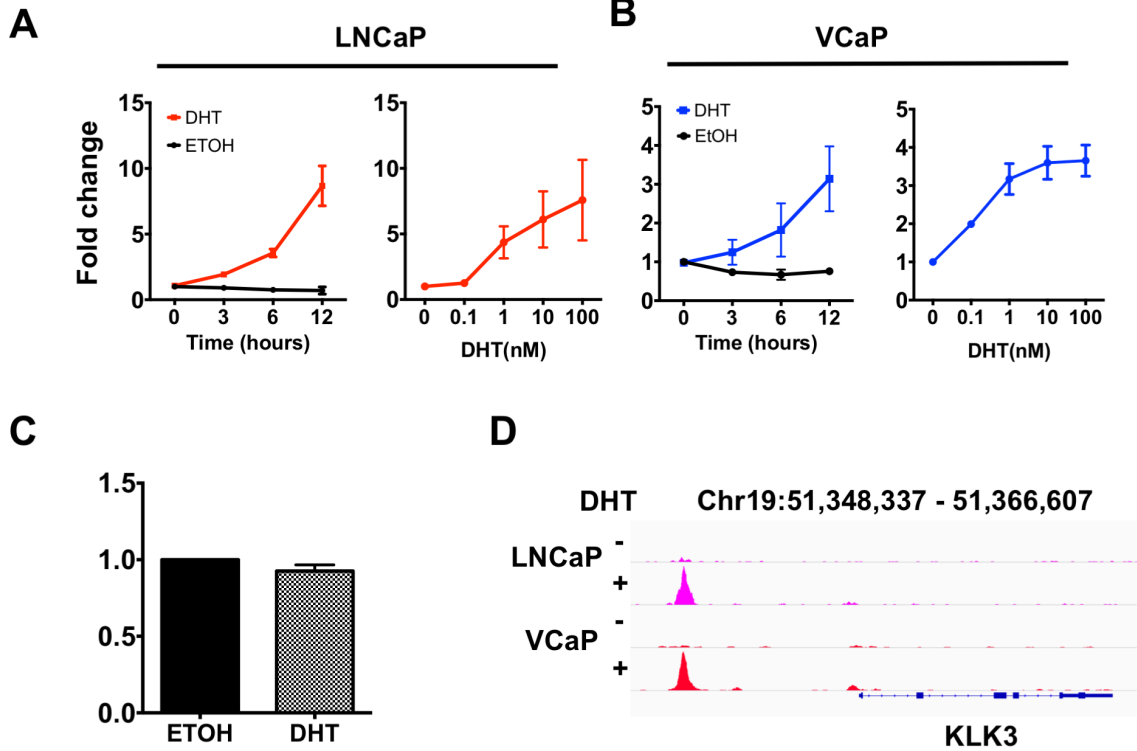 A
LNCaP
Fold change
15
10
5
0
DHT
ETOH
0 3 6 12
Time (hours)
15
10
5
0
0 0.1 1 10 100
DHT(nM)
B
VCaP
5
4
3
2
1
0
DHT
EtOH
0 3 6 12
Time (hours)
5
4
3
2
1
0
0 0.1 1 10 100
DHT(nM)
C
1.5
1.0
0.5
0.0
ETOH DHT
D
DHT Chr19:51,348,337 - 51,366,607
LNCaP
-
+
VCaP
-
+
KLK3